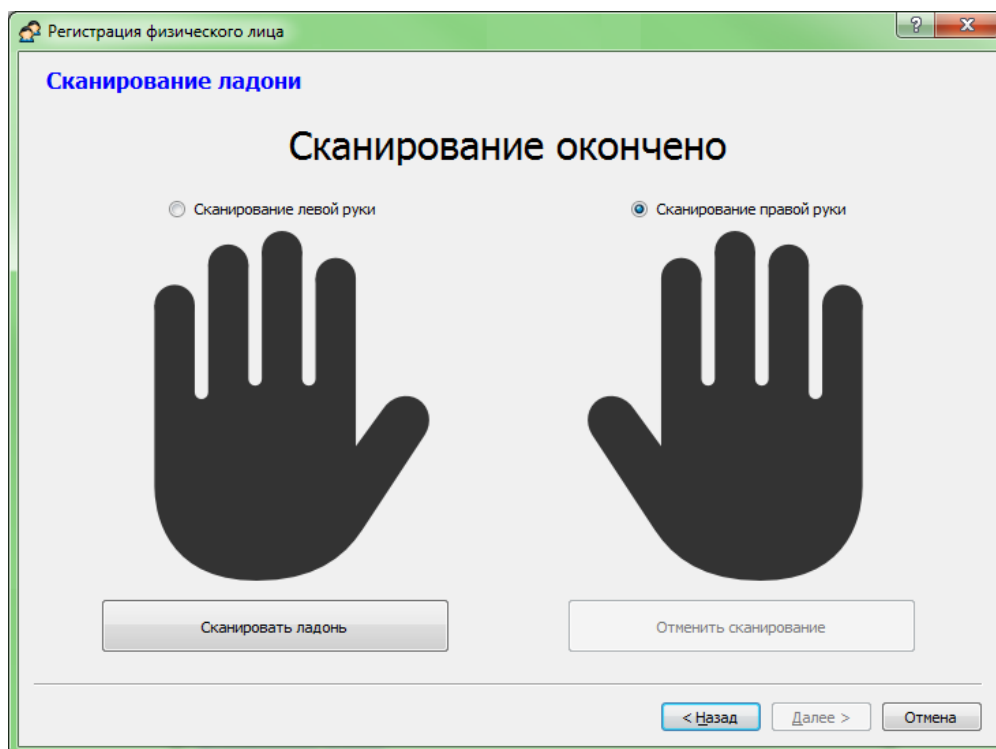 Регистрация физического лица
Сканирование ладони
Сканирование окончено
Сканирование левой руки
Сканирование правой руки
Сканировать ладонь
Отменить сканирование
< Назад
Далее >
Отмена